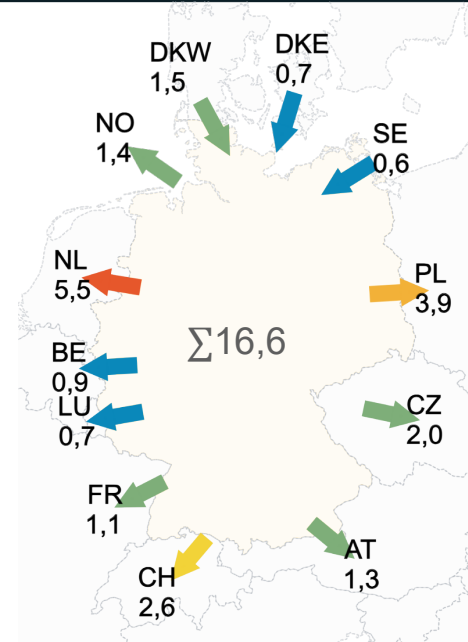 DKW
1,5
DKE
0,7
NO
1,4
SE
0,6
NL
5,5
PL
3,9
∑16,6
BE
0,9
LU
0,7
CZ
2,0
FR
1,1
AT
1,3
CH
2,6